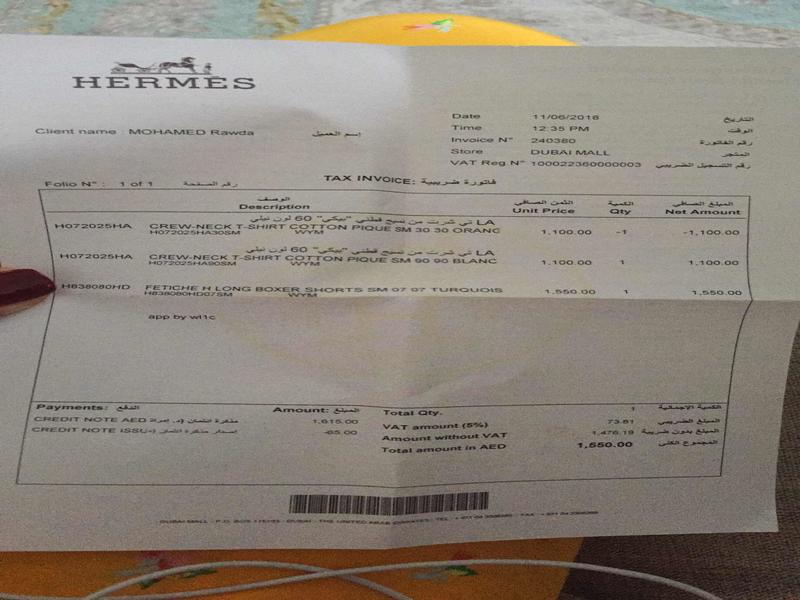 HERMÈS
Client name : MOHAMED Rawda إسم العميل
Date 11/06/2018 التاريخ
Time 12:35 PM الوقت
Invoice N° 240380 رقم الفاتورة
Store DUBAI MALL المتجر
VAT Reg N° 100022360000003 رقم التسجيل الضريبي
Folio N° : 1 of 1 رقم الصفحة
TAX INVOICE: فاتورة ضريبية
الوصف الثمن الصافي الكمية المبلغ الصافي
Description Unit Price Qty Net Amount
LA تي شرت من نسيج قطني "بيكي" 60 لون نيلي
H072025HA CREW-NECK T-SHIRT COTTON PIQUE SM 30 30 ORANG 1,100.00 -1 -1,100.00
H072025HA30SM WYM
LA تي شرت من نسيج قطني "بيكي" 60 لون نيلي
H072025HA CREW-NECK T-SHIRT COTTON PIQUE SM 90 90 BLANC 1,100.00 1 1,100.00
H072025HA90SM WYM
H838080HD FETICHE H LONG BOXER SHORTS SM 07 07 TURQUOIS 1,550.00 1 1,550.00
H838080HD07SM WYM
app by wl1c
Payments: الدفع: Amount: المبلغ:
CREDIT NOTE AED 1,615.00
CREDIT NOTE ISSU -65.00
Total Qty. 1 الكمية الإجمالية
VAT amount (5%) 73.81 المبلغ الضريبي
Amount without VAT 1,476.19 المبلغ بدون ضريبة
Total amount in AED 1,550.00 المجموع الكلي
DUBAI MALL - P.O. BOX - DUBAI - THE UNITED ARAB EMIRATES - TEL